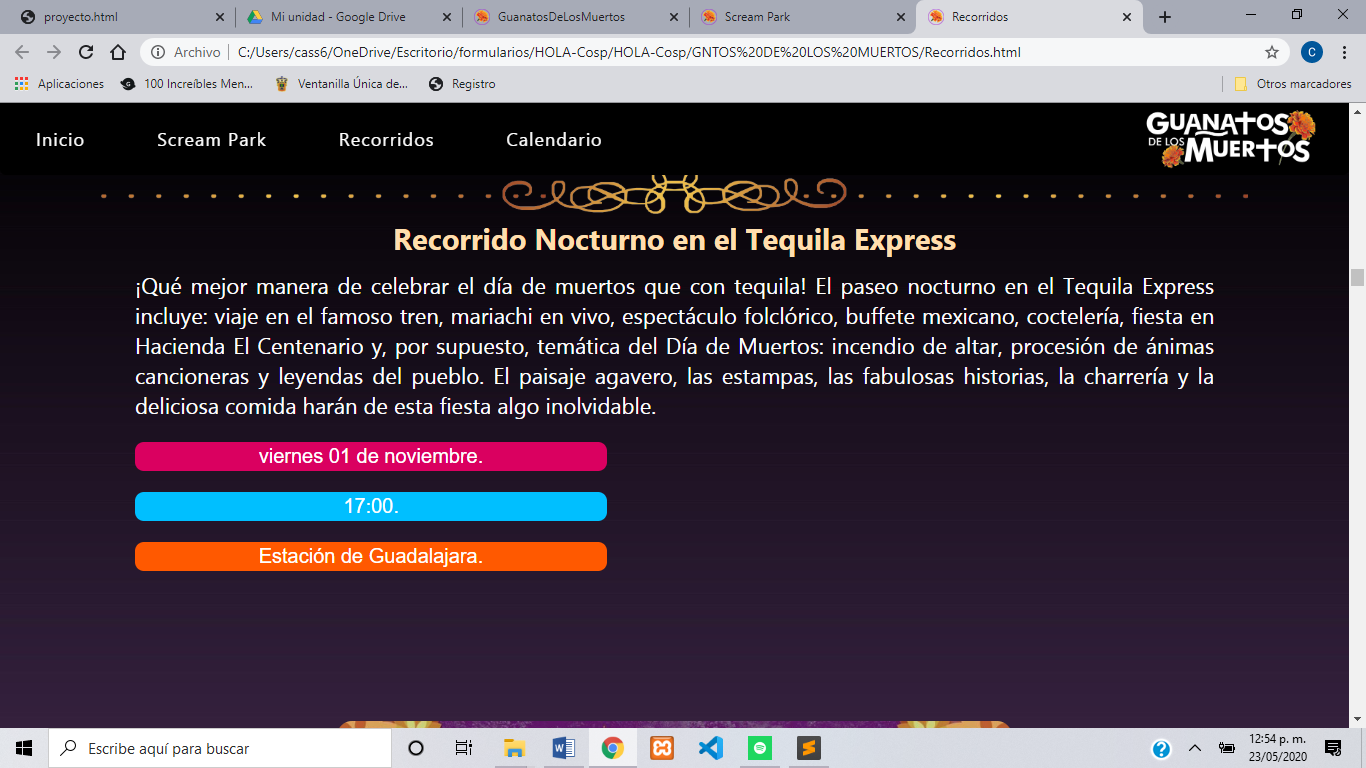 proyecto.html
Mi unidad - Google Drive
GuanatosDeLosMuertos
Scream Park
Recorridos
Archivo
C:/Users/cass6/OneDrive/Escritorio/formularios/HOLA-Cosp/HOLA-Cosp/GNTOS%20DE%20LOS%20MUERTOS/Recorridos.html
C
Aplicaciones
100 Increíbles Men...
Ventanilla Única de...
Registro
Otros marcadores
Inicio
Scream Park
Recorridos
Calendario
GUANATOS
DE LOS MUERTOS
Recorrido Nocturno en el Tequila Express
¡Qué mejor manera de celebrar el día de muertos que con tequila! El paseo nocturno en el Tequila Express
incluye: viaje en el famoso tren, mariachi en vivo, espectáculo folclórico, buffete mexicano, coctelería, fiesta en
Hacienda El Centenario y, por supuesto, temática del Día de Muertos: incendio de altar, procesión de ánimas
cancioneras y leyendas del pueblo. El paisaje agavero, las estampas, las fabulosas historias, la charrería y la
deliciosa comida harán de esta fiesta algo inolvidable.
viernes 01 de noviembre.
17:00.
Estación de Guadalajara.
Escribe aquí para buscar
12:54 p. m.
23/05/2020